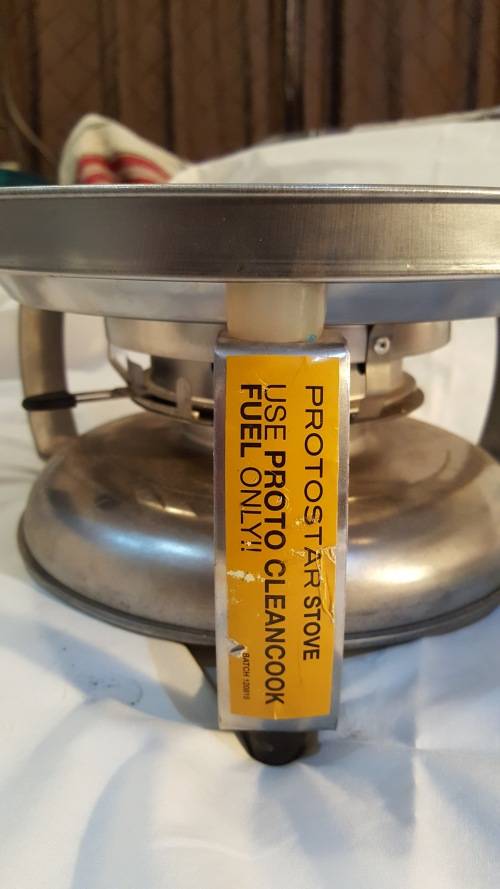 PROTOSTAR STOVE
USE PROTO CLEANCOOK
FUEL ONLY!!
BATCH